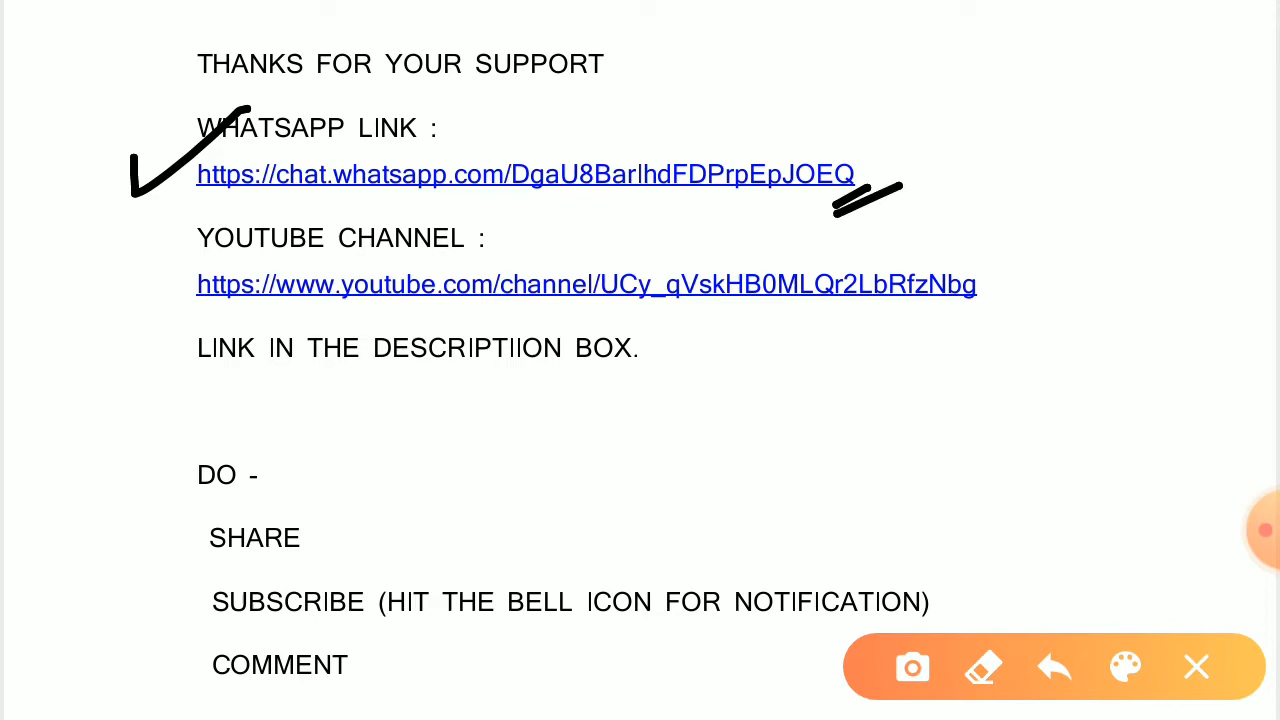 THANKS FOR YOUR SUPPORT
WHATSAPP LINK :
https://chat.whatsapp.com/DgaU8BarIhdFDPrpEpJOEQ
YOUTUBE CHANNEL :
https://www.youtube.com/channel/UCy_qVskHB0MLQr2LbRfzNbg
LINK IN THE DESCRIPTIION BOX.
DO -
SHARE
SUBSCRIBE (HIT THE BELL ICON FOR NOTIFICATION)
COMMENT